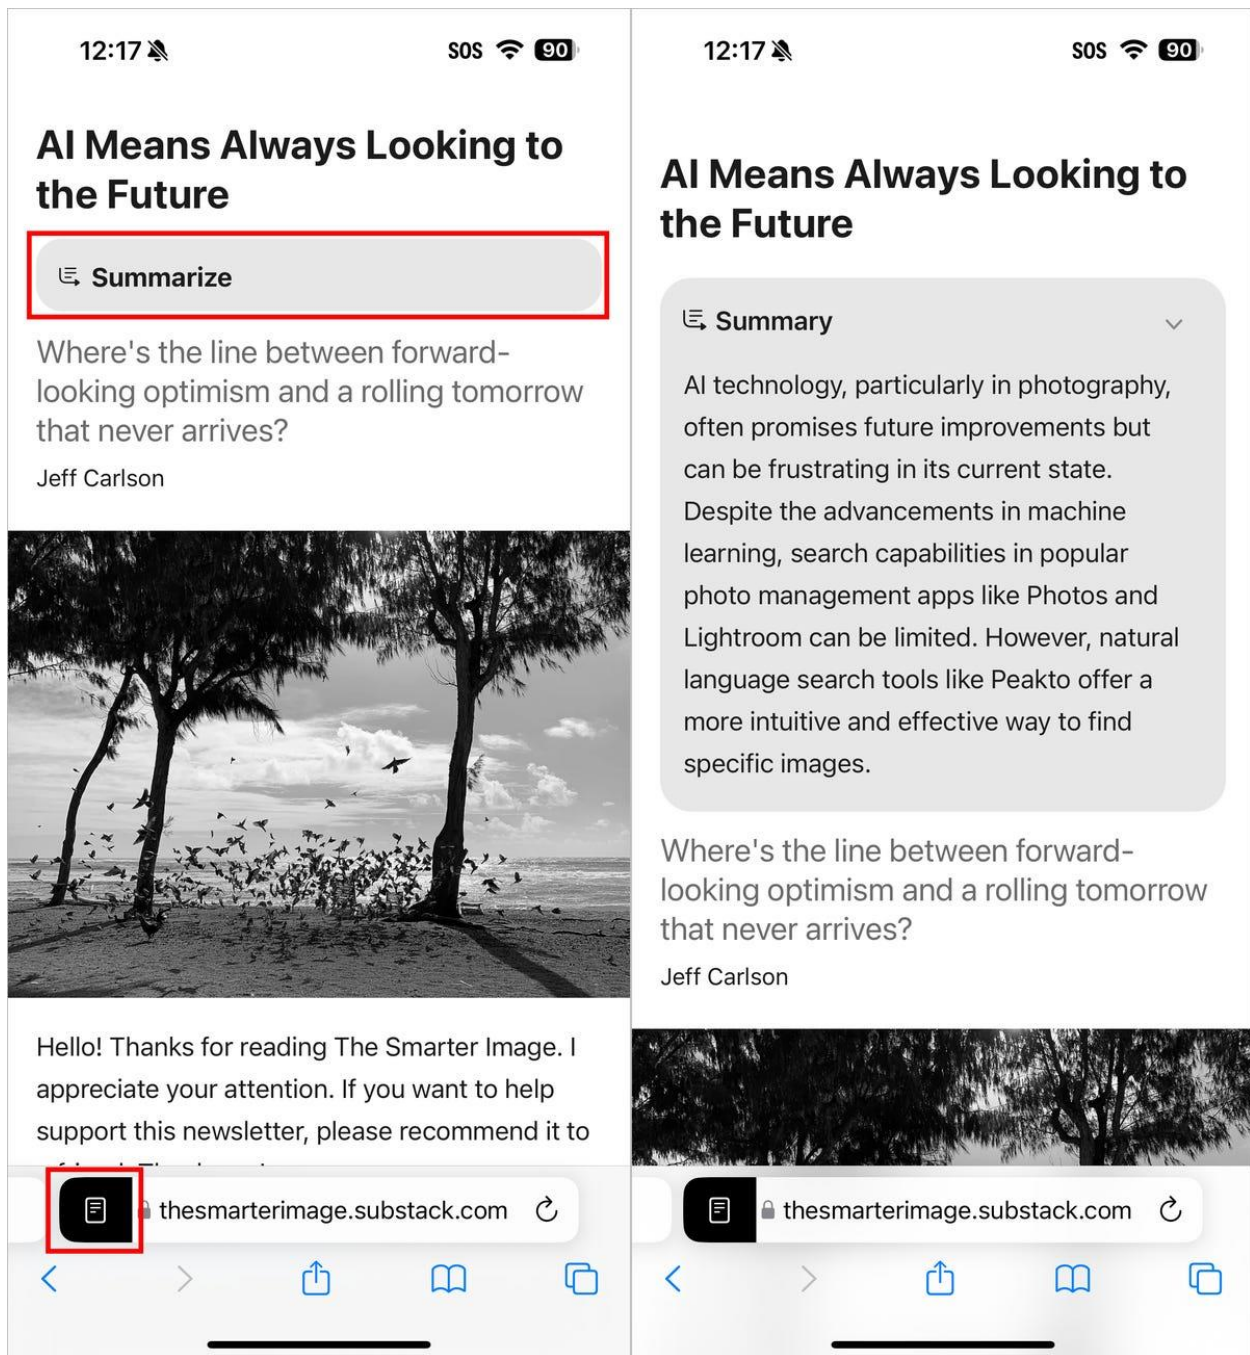 12:17
SOS 90
AI Means Always Looking to
the Future
Summarize
Where's the line between forward-
looking optimism and a rolling tomorrow
that never arrives?
Jeff Carlson
Hello! Thanks for reading The Smarter Image. I
appreciate your attention. If you want to help
support this newsletter, please recommend it to
thesmarterimage.substack.com
12:17
SOS 90
AI Means Always Looking to
the Future
Summary
AI technology, particularly in photography,
often promises future improvements but
can be frustrating in its current state.
Despite the advancements in machine
learning, search capabilities in popular
photo management apps like Photos and
Lightroom can be limited. However, natural
language search tools like Peakto offer a
more intuitive and effective way to find
specific images.
Where's the line between forward-
looking optimism and a rolling tomorrow
that never arrives?
Jeff Carlson
thesmarterimage.substack.com